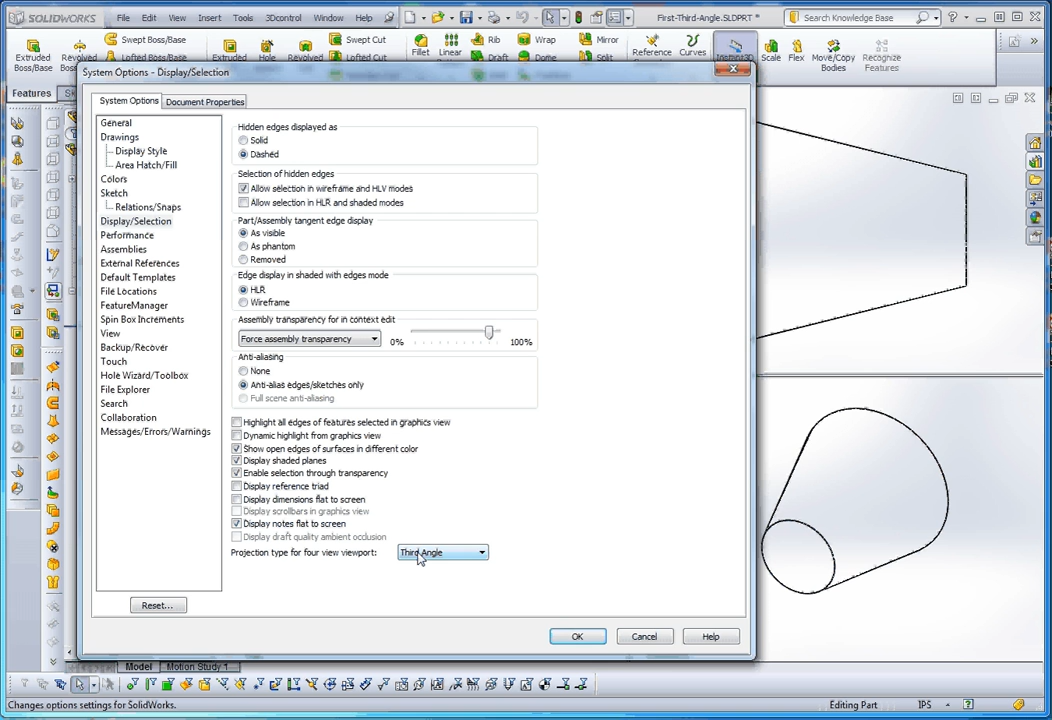 SOLIDWORKS File Edit View Insert Tools 3Dcontrol Window Help First-Third-Angle.SLDPRT * Search Knowledge Base
Extruded Boss/Base
Revolved
Swept Boss/Base
Lofted Boss/Base
Extruded
Hole
Revolved
Swept Cut
Lofted Cut
Fillet
Linear
Rib
Draft
Wrap
Dome
Mirror
Split
Reference
Curves
Instant3D
Scale
Flex
Move/Copy Bodies
Recognize Features
Features
System Options - Display/Selection
System Options Document Properties
General
Drawings
Display Style
Area Hatch/Fill
Colors
Sketch
Relations/Snaps
Display/Selection
Performance
Assemblies
External References
Default Templates
File Locations
FeatureManager
Spin Box Increments
View
Backup/Recover
Touch
Hole Wizard/Toolbox
File Explorer
Search
Collaboration
Messages/Errors/Warnings
Reset...
Hidden edges displayed as
Solid
Dashed
Selection of hidden edges
Allow selection in wireframe and HLV modes
Allow selection in HLR and shaded modes
Part/Assembly tangent edge display
As visible
As phantom
Removed
Edge display in shaded with edges mode
HLR
Wireframe
Assembly transparency for in context edit
Force assembly transparency 0% 100%
Anti-aliasing
None
Anti-alias edges/sketches only
Full scene anti-aliasing
Highlight all edges of features selected in graphics view
Dynamic highlight from graphics view
Show open edges of surfaces in different color
Display shaded planes
Enable selection through transparency
Display reference triad
Display dimensions flat to screen
Display scrollbars in graphics view
Display notes flat to screen
Display draft quality ambient occlusion
Projection type for four view viewport: Third Angle
OK Cancel Help
Model Motion Study 1
Changes options settings for SolidWorks. Editing Part IPS